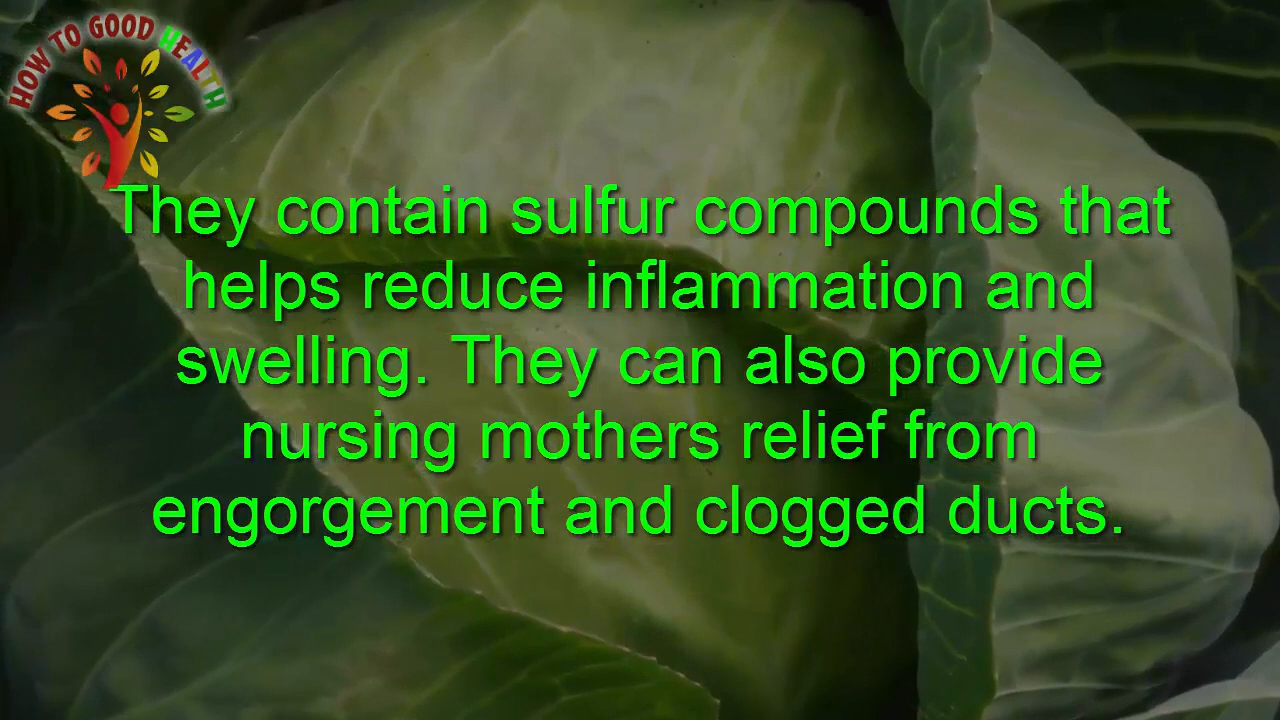 HOW TO GOOD HEALTH
They contain sulfur compounds that
helps reduce inflammation and
swelling. They can also provide
nursing mothers relief from
engorgement and clogged ducts.